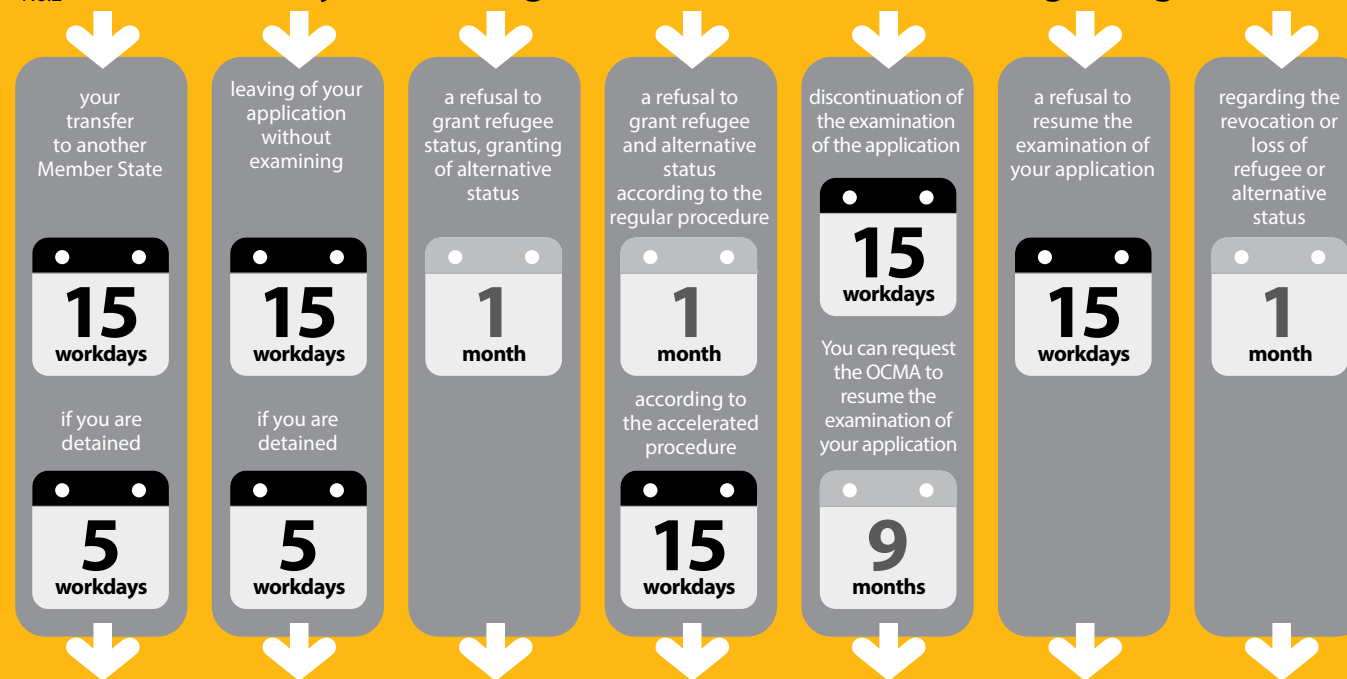 your
transfer
to another
Member State
15
workdays
if you are
detained
5
workdays
leaving of your
application
without
examining
15
workdays
if you are
detained
5
workdays
a refusal to
grant refugee
status, granting
of alternative
status
1
month
a refusal to
grant refugee
and alternative
status
according to the
regular procedure
1
month
according to
the accelerated
procedure
15
workdays
discontinuation of
the examination
of the application
15
workdays
You can request
the OCMA to
resume the
examination of
your application
9
months
a refusal to
resume the
examination of
your application
15
workdays
regarding the
revocation or
loss of
refugee or
alternative
status
1
month